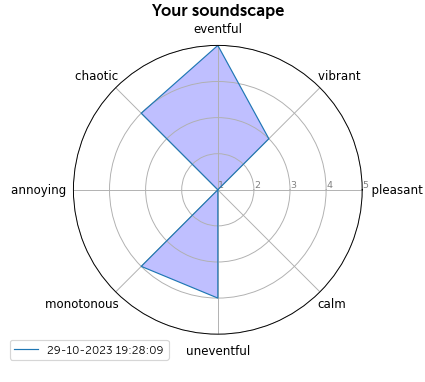 Your soundscape
eventful
chaotic
vibrant
annoying
1 2 3 4 5
pleasant
monotonous
calm
29-10-2023 19:28:09
uneventful